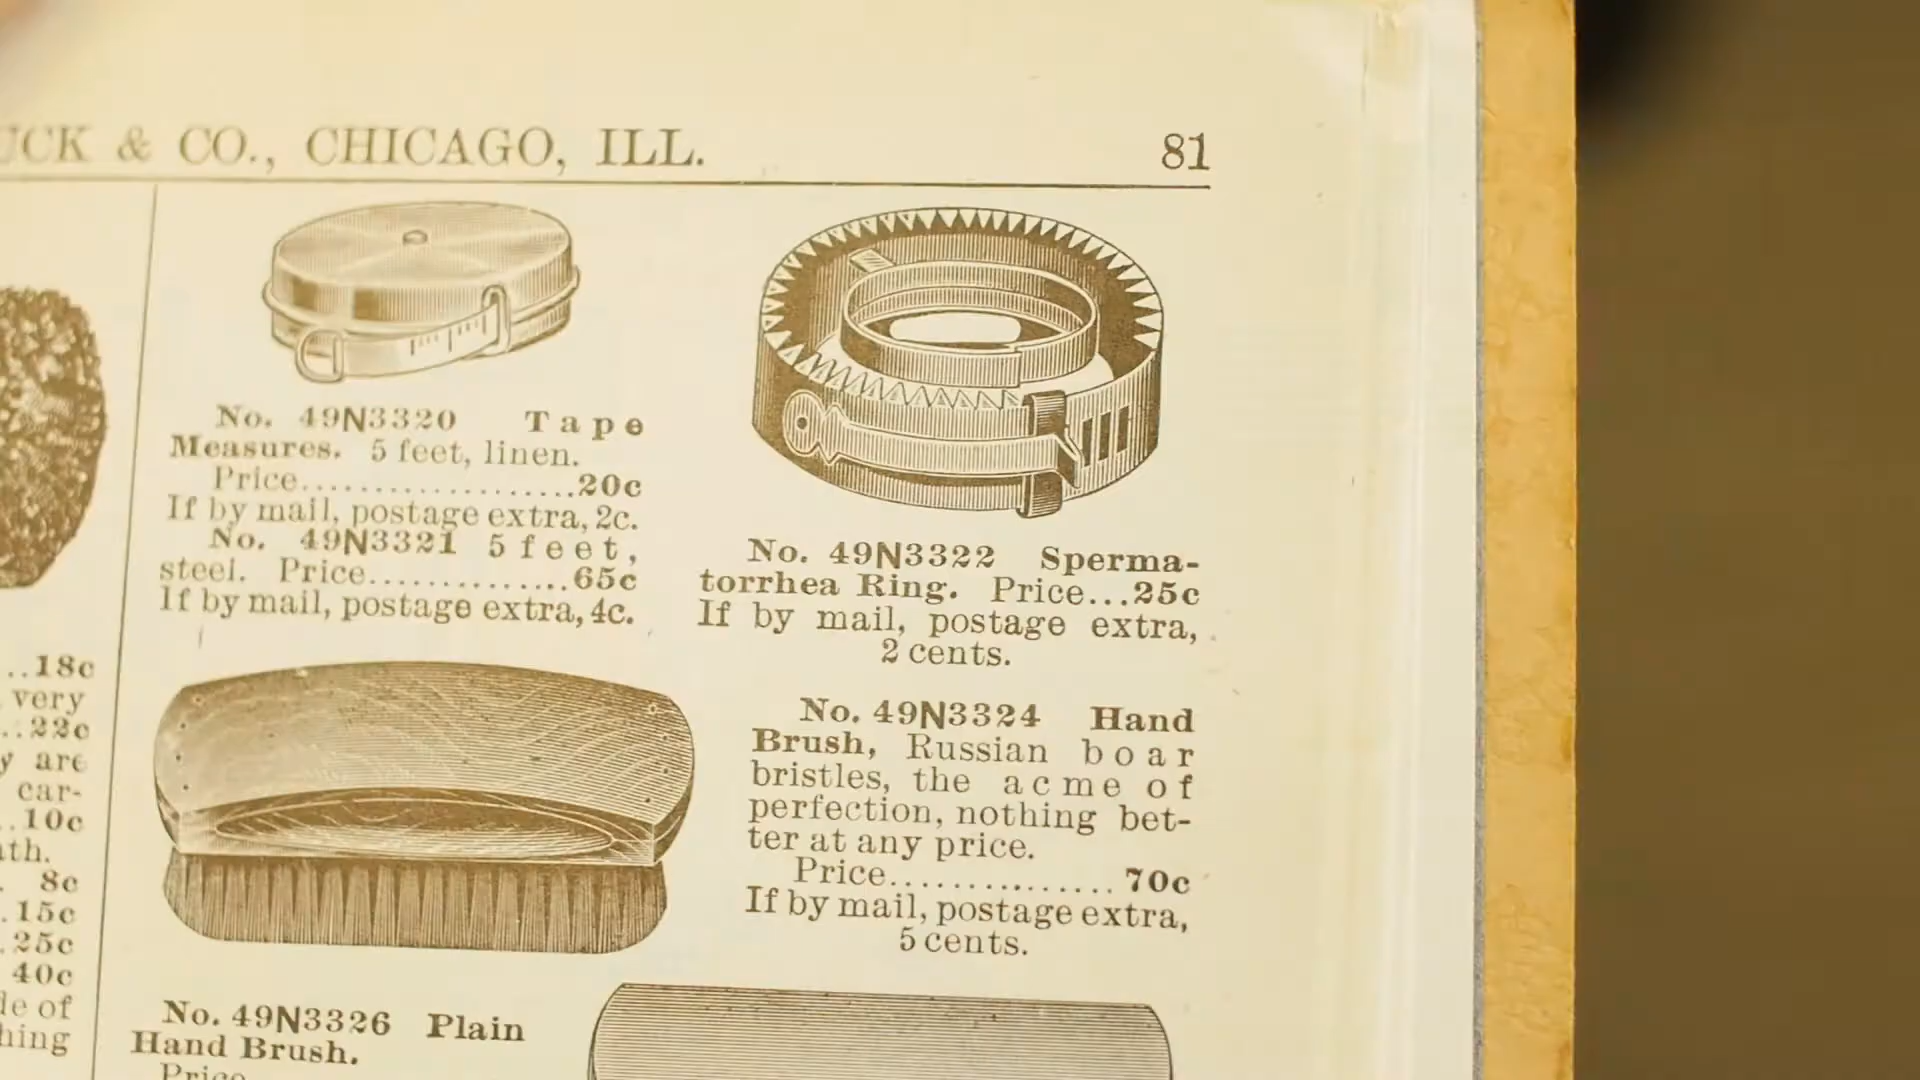 UCK & CO., CHICAGO, ILL. 81
..18c
very
..22c
y are
car-
..10c
ath.
. 8c
.15c
.25c
40c
le of
hing
No. 49N3320 Tape
Measures. 5 feet, linen.
Price...................20c
If by mail, postage extra, 2c.
No. 49N3321 5 feet,
steel. Price..............65c
If by mail, postage extra, 4c.
No. 49N3322 Sperma-
torrhea Ring. Price...25c
If by mail, postage extra,
2 cents.
No. 49N3324 Hand
Brush, Russian boar
bristles, the acme of
perfection, nothing bet-
ter at any price.
Price............... 70c
If by mail, postage extra,
5 cents.
No. 49N3326 Plain
Hand Brush.
Price